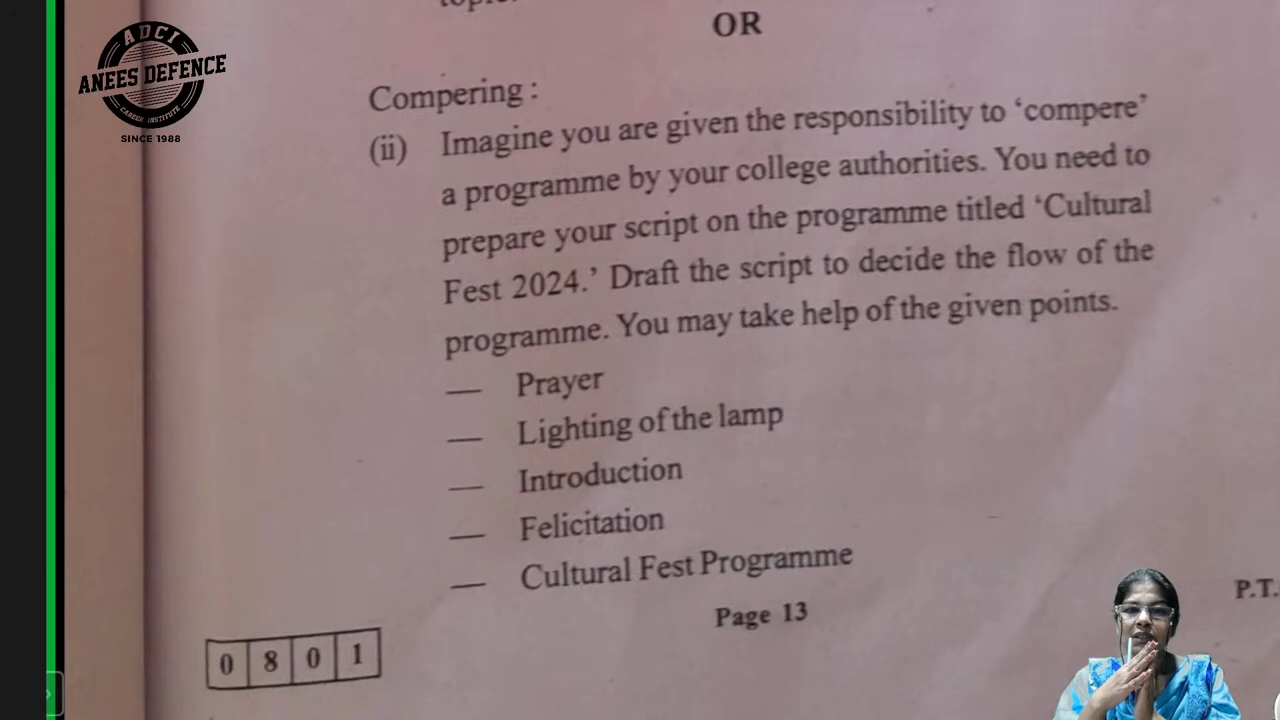 topic.
OR
ADCI
ANEES DEFENCE
CAREER INSTITUTE
SINCE 1988
Compering :
(ii) Imagine you are given the responsibility to ‘compere’
a programme by your college authorities. You need to
prepare your script on the programme titled ‘Cultural
Fest 2024.’ Draft the script to decide the flow of the
programme. You may take help of the given points.
— Prayer
— Lighting of the lamp
— Introduction
— Felicitation
— Cultural Fest Programme
Page 13
P.T.
0 8 0 1